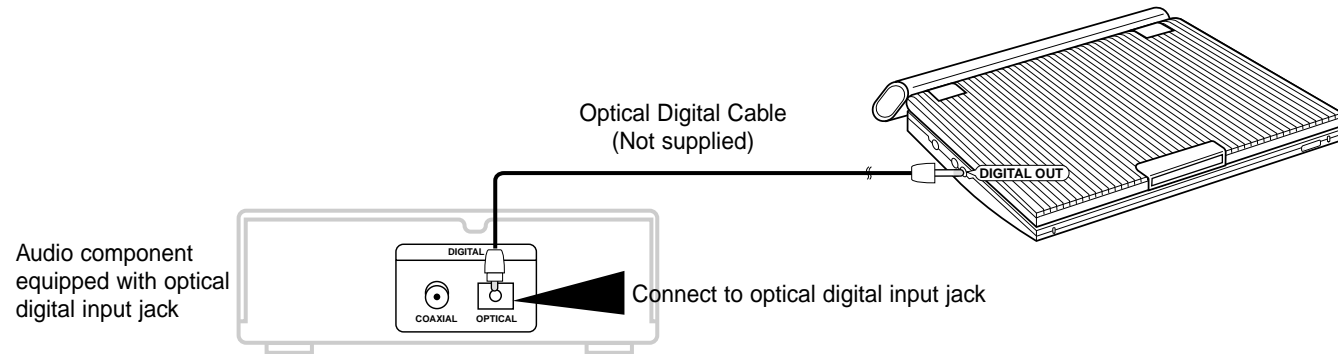 Optical Digital Cable
(Not supplied)
DIGITAL OUT
Audio component
equipped with optical
digital input jack
DIGITAL
COAXIAL
OPTICAL
Connect to optical digital input jack